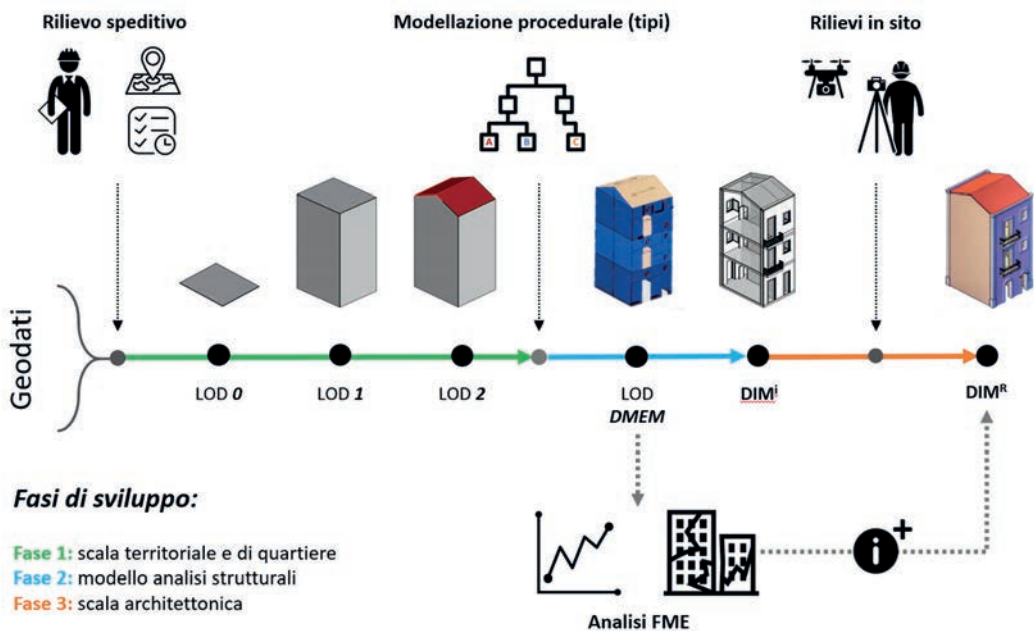 Rilievo speditivo
Modellazione procedurale (tipi)
Rilievi in sito
A
B
C
Geodati
LOD 0
LOD 1
LOD 2
LOD
DMEM
DIMⁱ
DIMᴿ
Fasi di sviluppo:
Fase 1: scala territoriale e di quartiere
Fase 2: modello analisi strutturali
Fase 3: scala architettonica
i+
Analisi FME